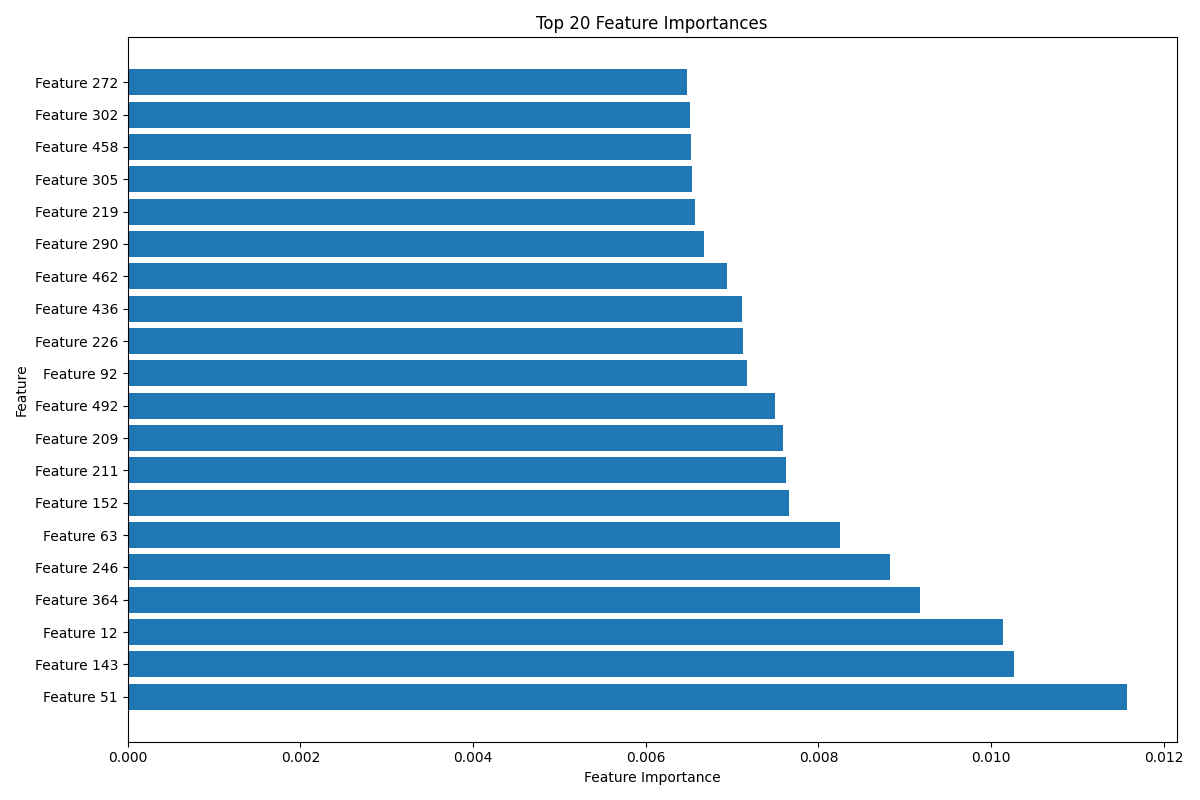 Top 20 Feature Importances
Feature 272
Feature 302
Feature 458
Feature 305
Feature 219
Feature 290
Feature 462
Feature 436
Feature 226
Feature 92
Feature 492
Feature 209
Feature 211
Feature 152
Feature 63
Feature 246
Feature 364
Feature 12
Feature 143
Feature 51
Feature
0.000 0.002 0.004 0.006 0.008 0.010 0.012
Feature Importance